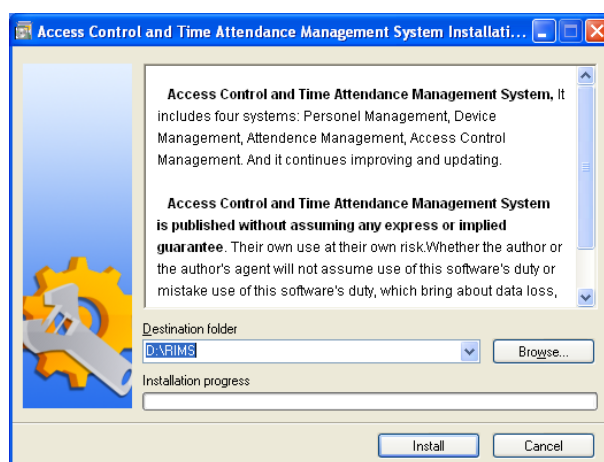 Access Control and Time Attendance Management System Installati...
Access Control and Time Attendance Management System, It
includes four systems: Personel Management, Device
Management, Attendence Management, Access Control
Management. And it continues improving and updating.
Access Control and Time Attendance Management System
is published without assuming any express or implied
guarantee. Their own use at their own risk.Whether the author or
the author's agent will not assume use of this software's duty or
mistake use of this software's duty, which bring about data loss,
Destination folder
D:\RIMS
Browse...
Installation progress
Install
Cancel